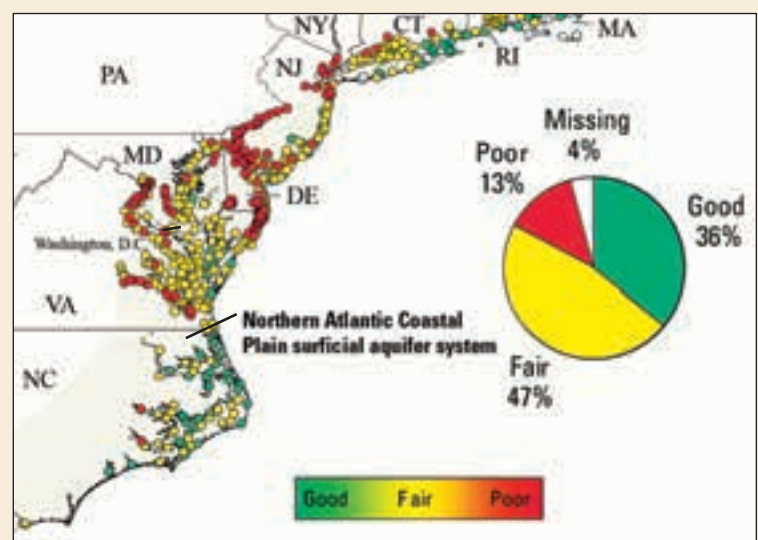 NY
CT
MA
RI
NJ
PA
MD
DE
Washington, D.C.
VA
NC
Northern Atlantic Coastal
Plain surficial aquifer system
Missing
4%
Poor
13%
Good
36%
Fair
47%
Good Fair Poor